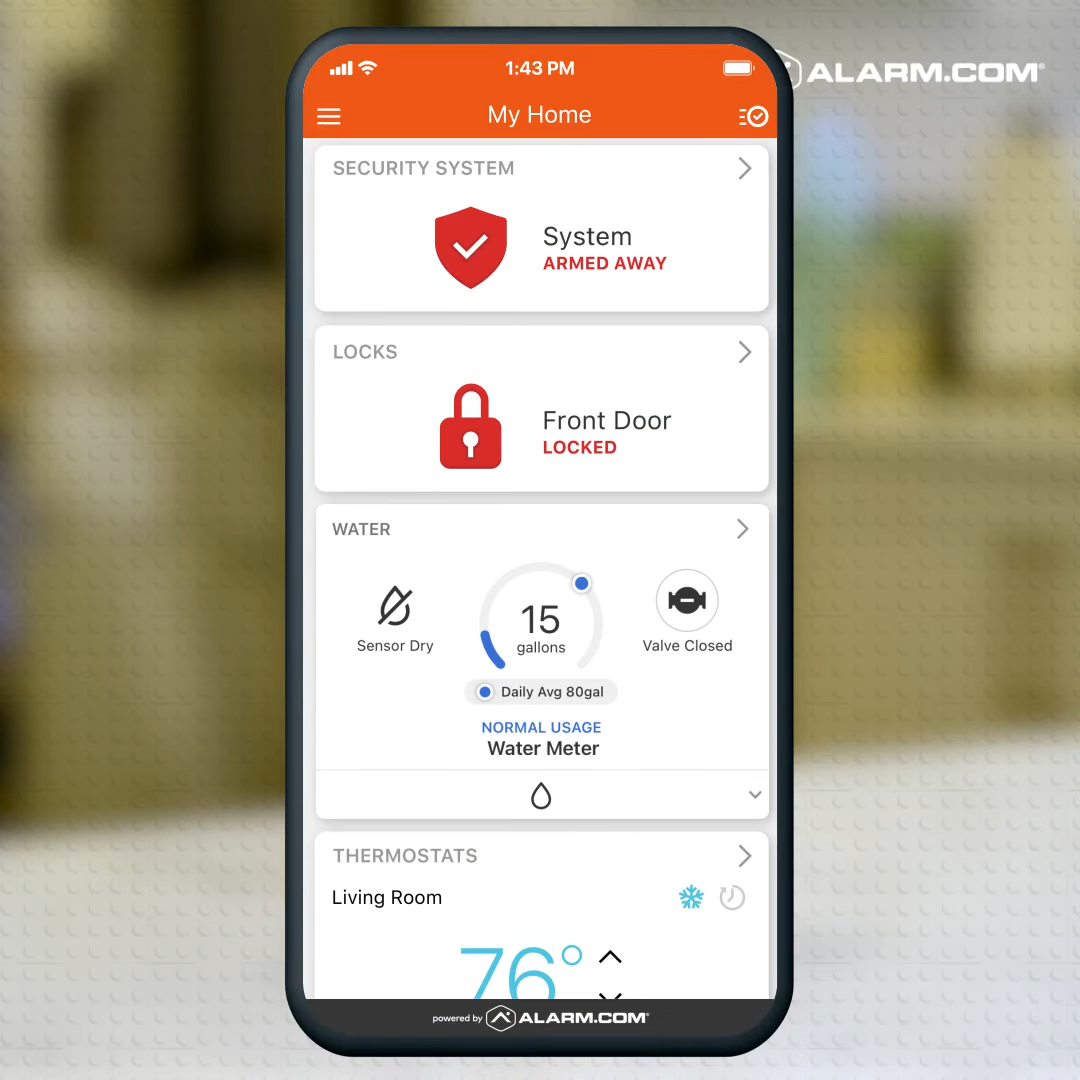 1:43 PM
ALARM.COM®
My Home
SECURITY SYSTEM
System
ARMED AWAY
LOCKS
Front Door
LOCKED
WATER
15
gallons
Sensor Dry
Valve Closed
Daily Avg 80gal
NORMAL USAGE
Water Meter
THERMOSTATS
Living Room
76°
powered by ALARM.COM®